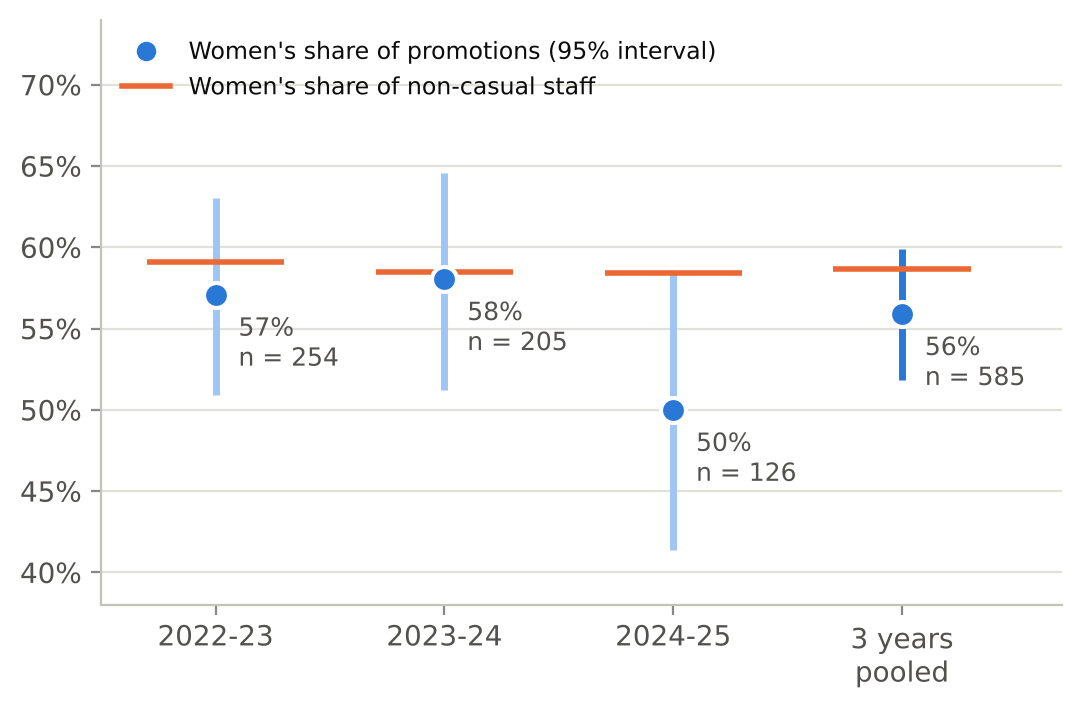 Women's share of promotions (95% interval)
Women's share of non-casual staff
70%
65%
60%
55%
50%
45%
40%
57%
n = 254
58%
n = 205
50%
n = 126
56%
n = 585
2022-23
2023-24
2024-25
3 years
pooled